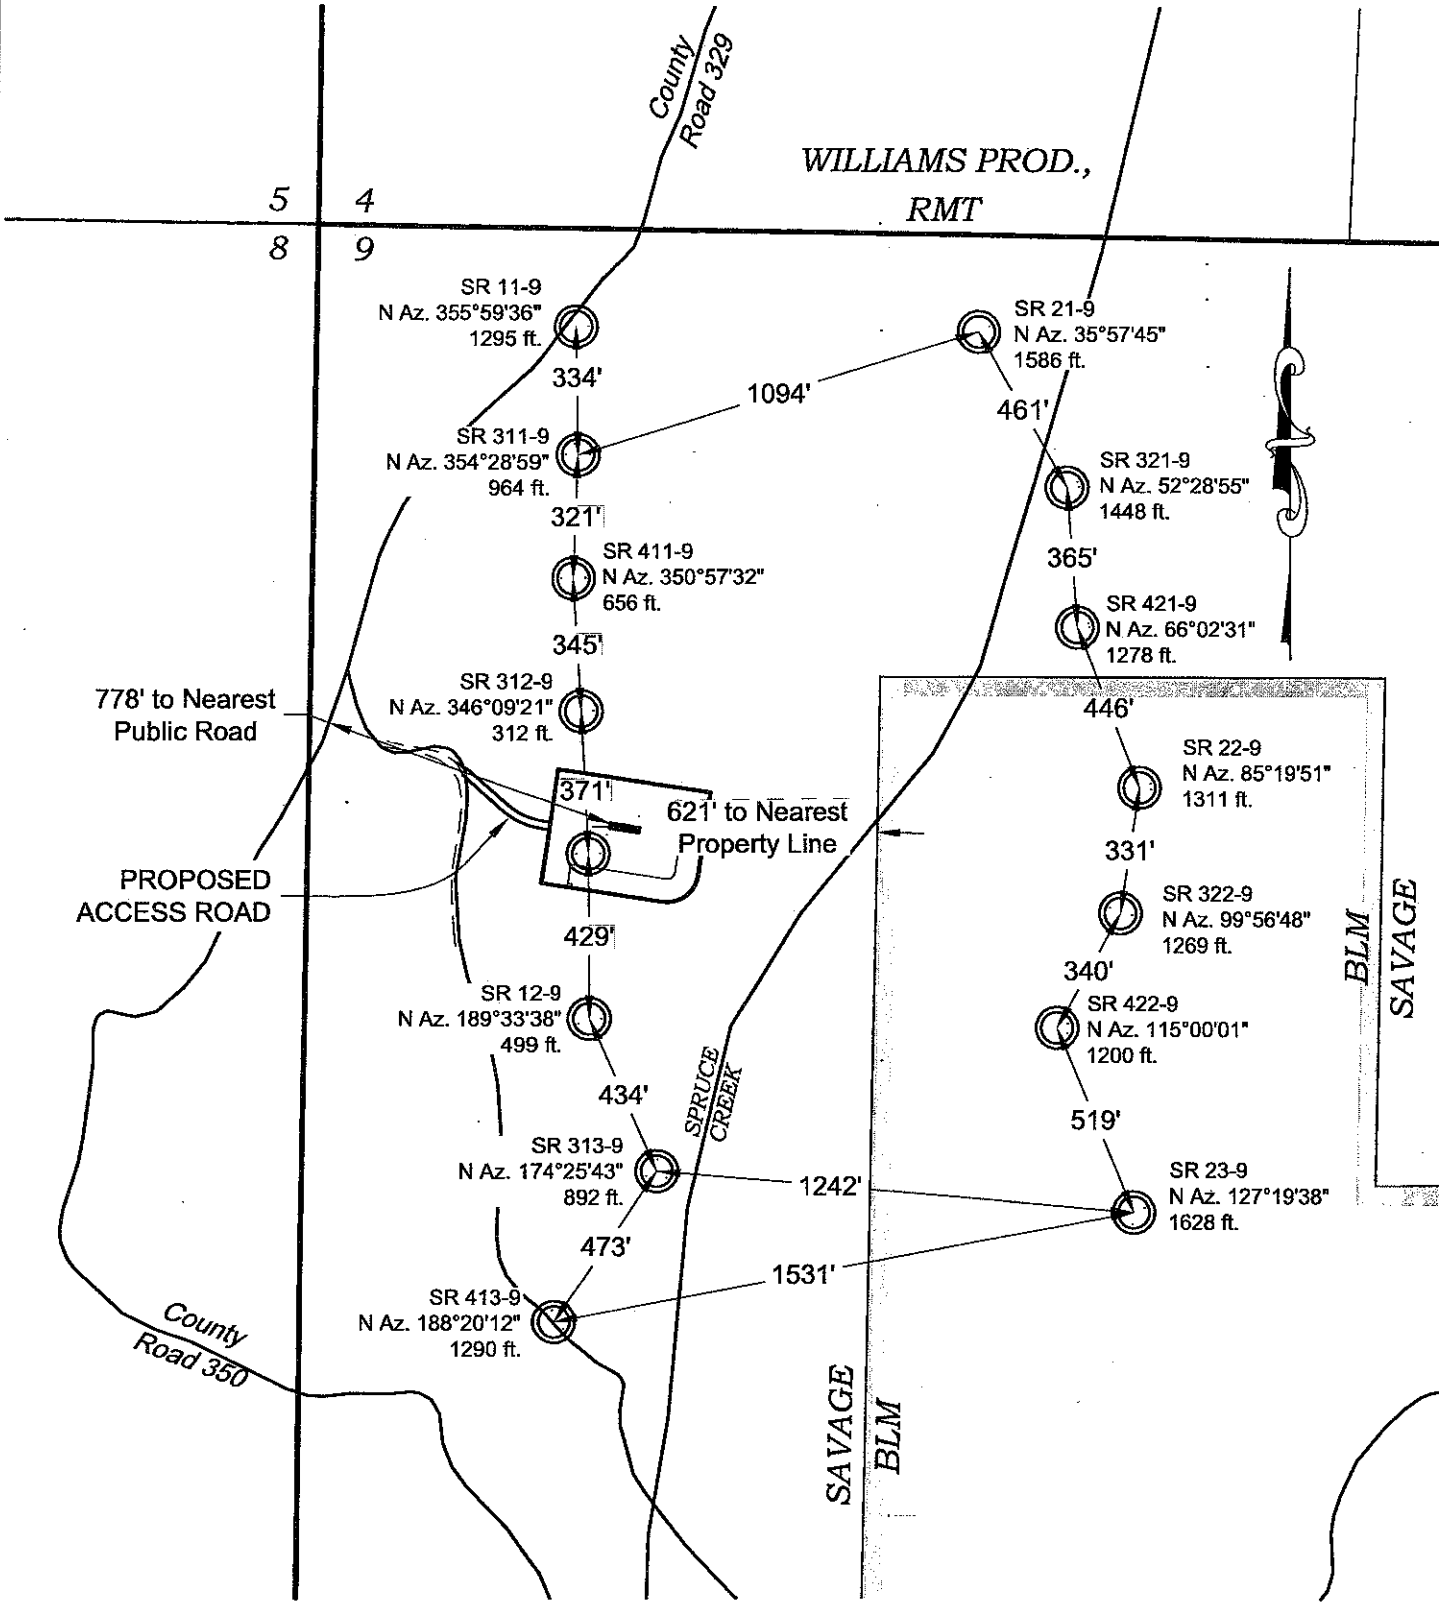 County
Road 329
WILLIAMS PROD.,
RMT
5
4
8
9
SR 11-9
N Az. 355°59'36"
1295 ft.
334'
SR 21-9
N Az. 35°57'45"
1586 ft.
1094'
461'
SR 311-9
N Az. 354°28'59"
964 ft.
SR 321-9
N Az. 52°28'55"
1448 ft.
321'
365'
SR 411-9
N Az. 350°57'32"
656 ft.
SR 421-9
N Az. 66°02'31"
1278 ft.
345'
SR 312-9
N Az. 346°09'21"
312 ft.
778' to Nearest
Public Road
446'
SR 22-9
N Az. 85°19'51"
1311 ft.
371'
621' to Nearest
Property Line
331'
PROPOSED
ACCESS ROAD
SR 322-9
N Az. 99°56'48"
1269 ft.
BLM
SAVAGE
429'
340'
SR 12-9
N Az. 189°33'38"
499 ft.
SR 422-9
N Az. 115°00'01"
1200 ft.
434'
SPRUCE
CREEK
519'
SR 313-9
N Az. 174°25'43"
892 ft.
1242'
SR 23-9
N Az. 127°19'38"
1628 ft.
473'
1531'
SR 413-9
N Az. 188°20'12"
1290 ft.
County
Road 350
SAVAGE
BLM